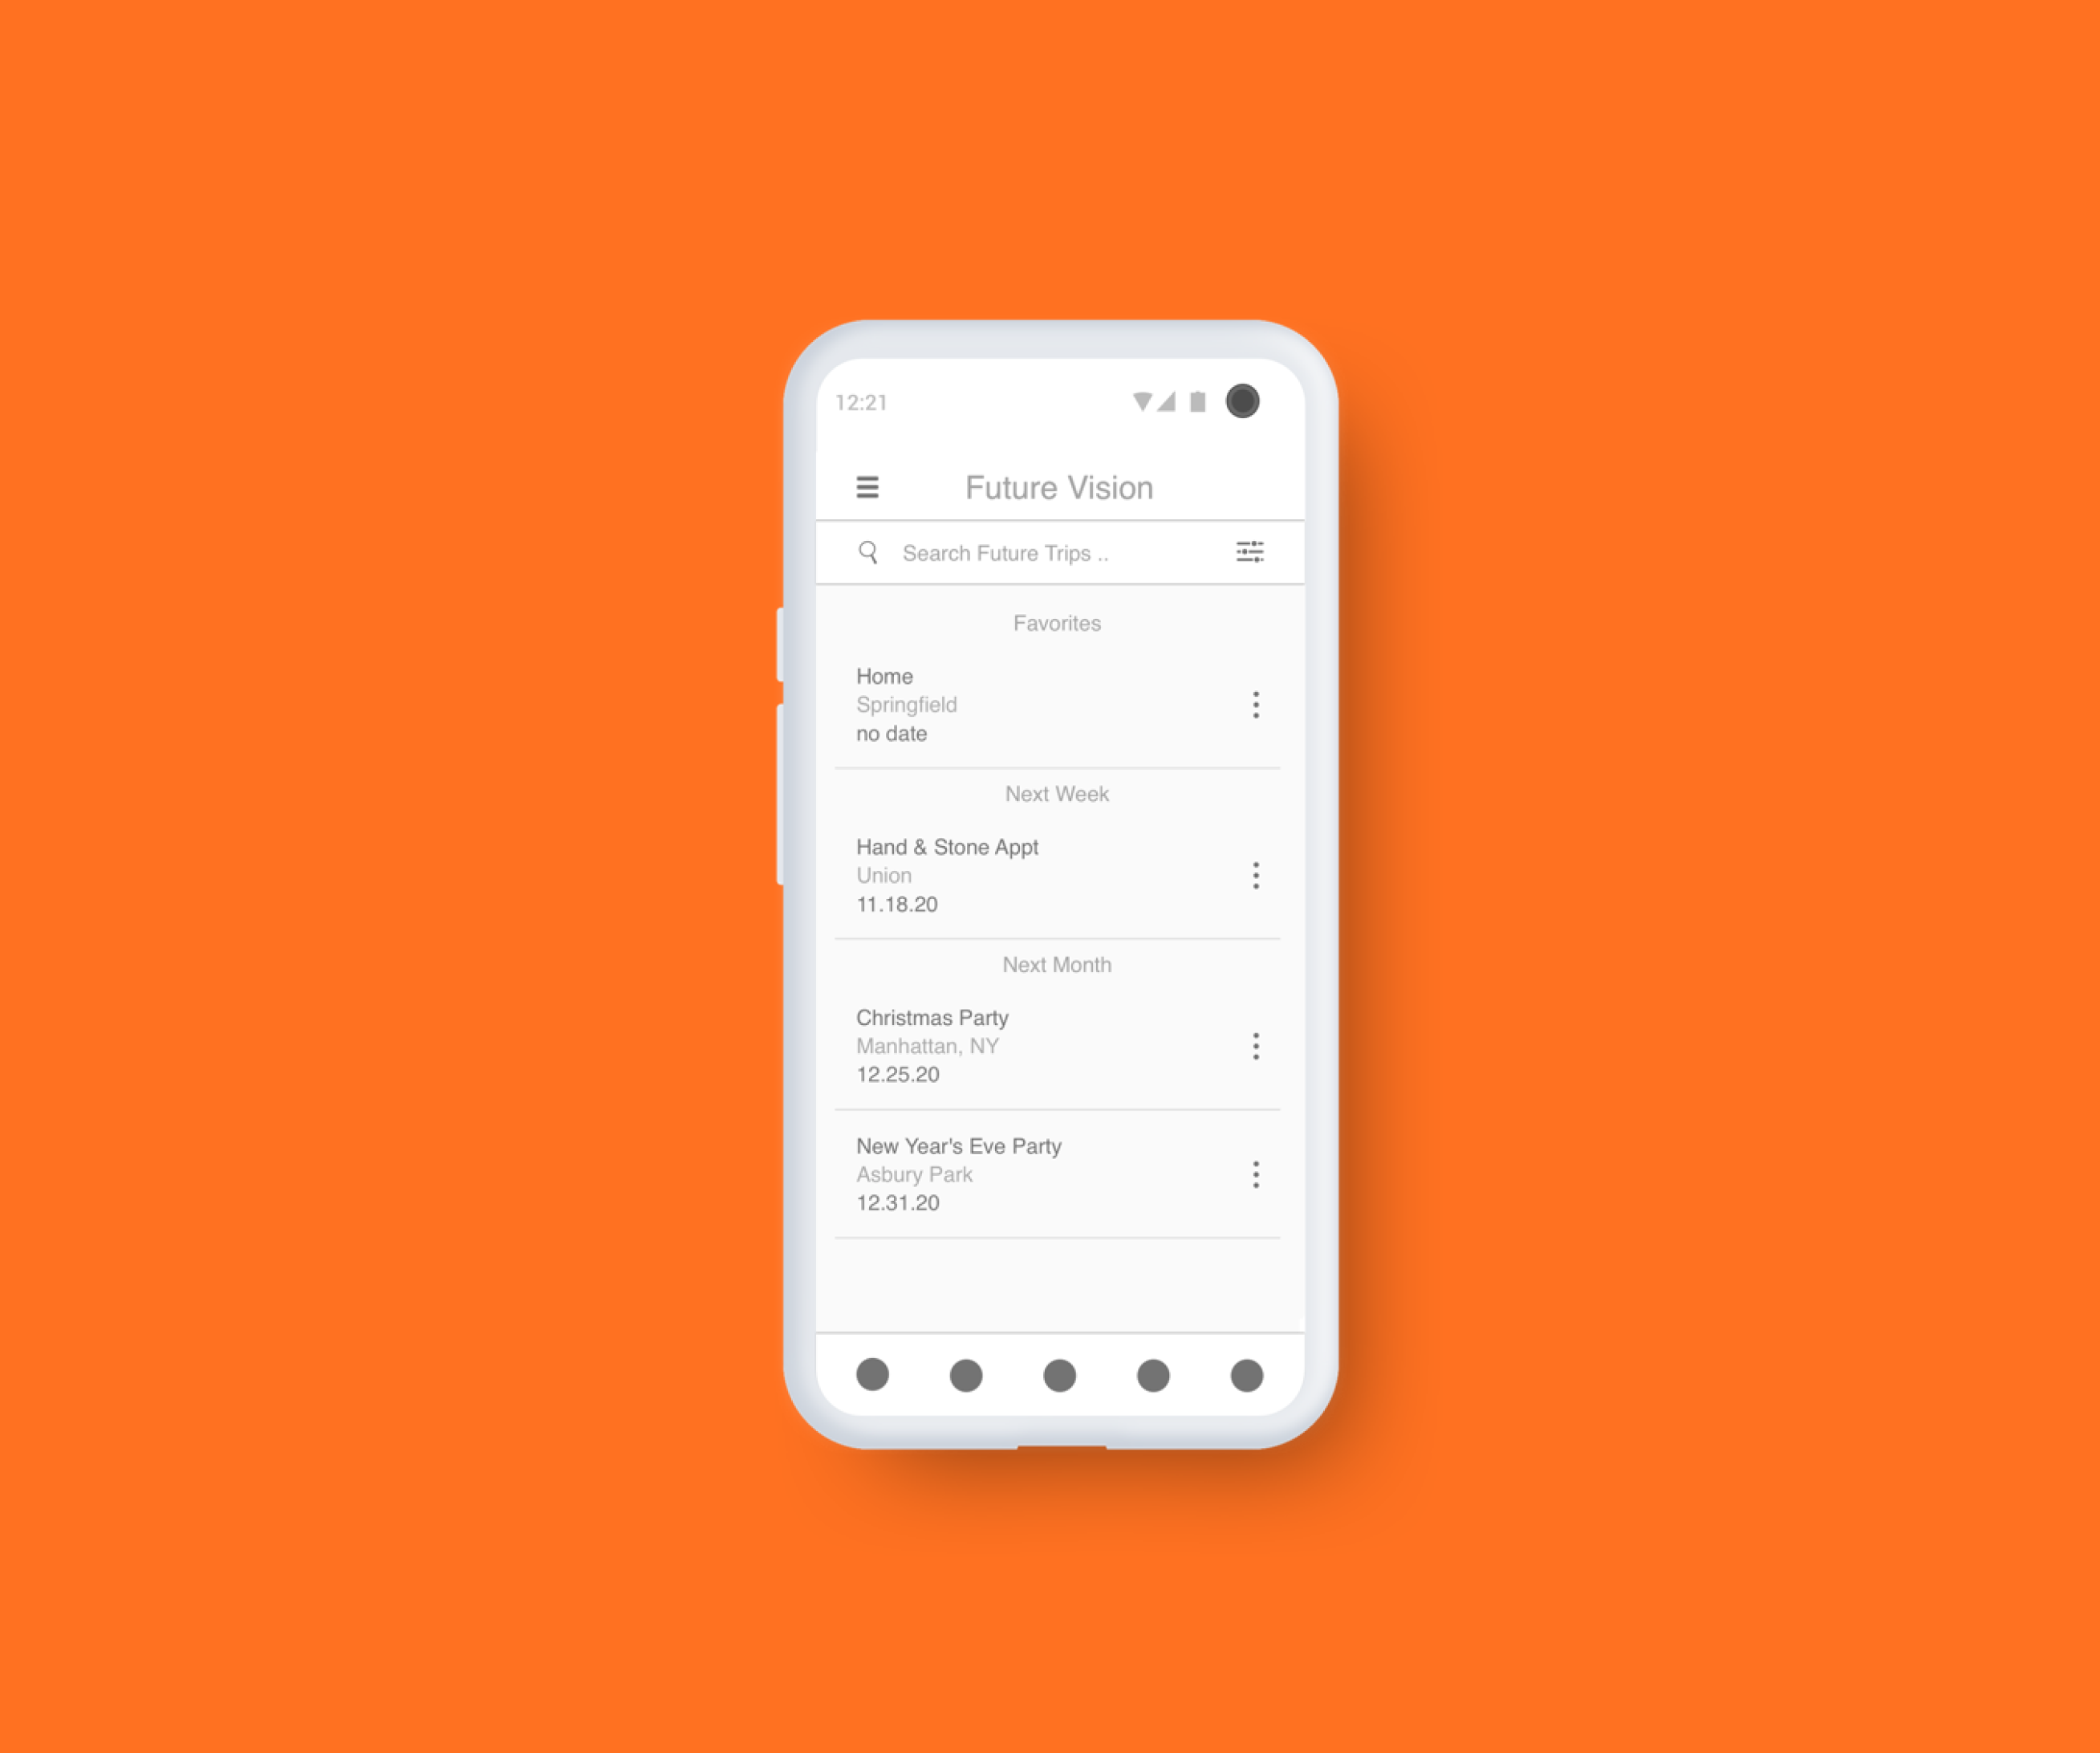 12:21
Future Vision
Search Future Trips ..
Favorites
Home
Springfield
no date
Next Week
Hand & Stone Appt
Union
11.18.20
Next Month
Christmas Party
Manhattan, NY
12.25.20
New Year's Eve Party
Asbury Park
12.31.20